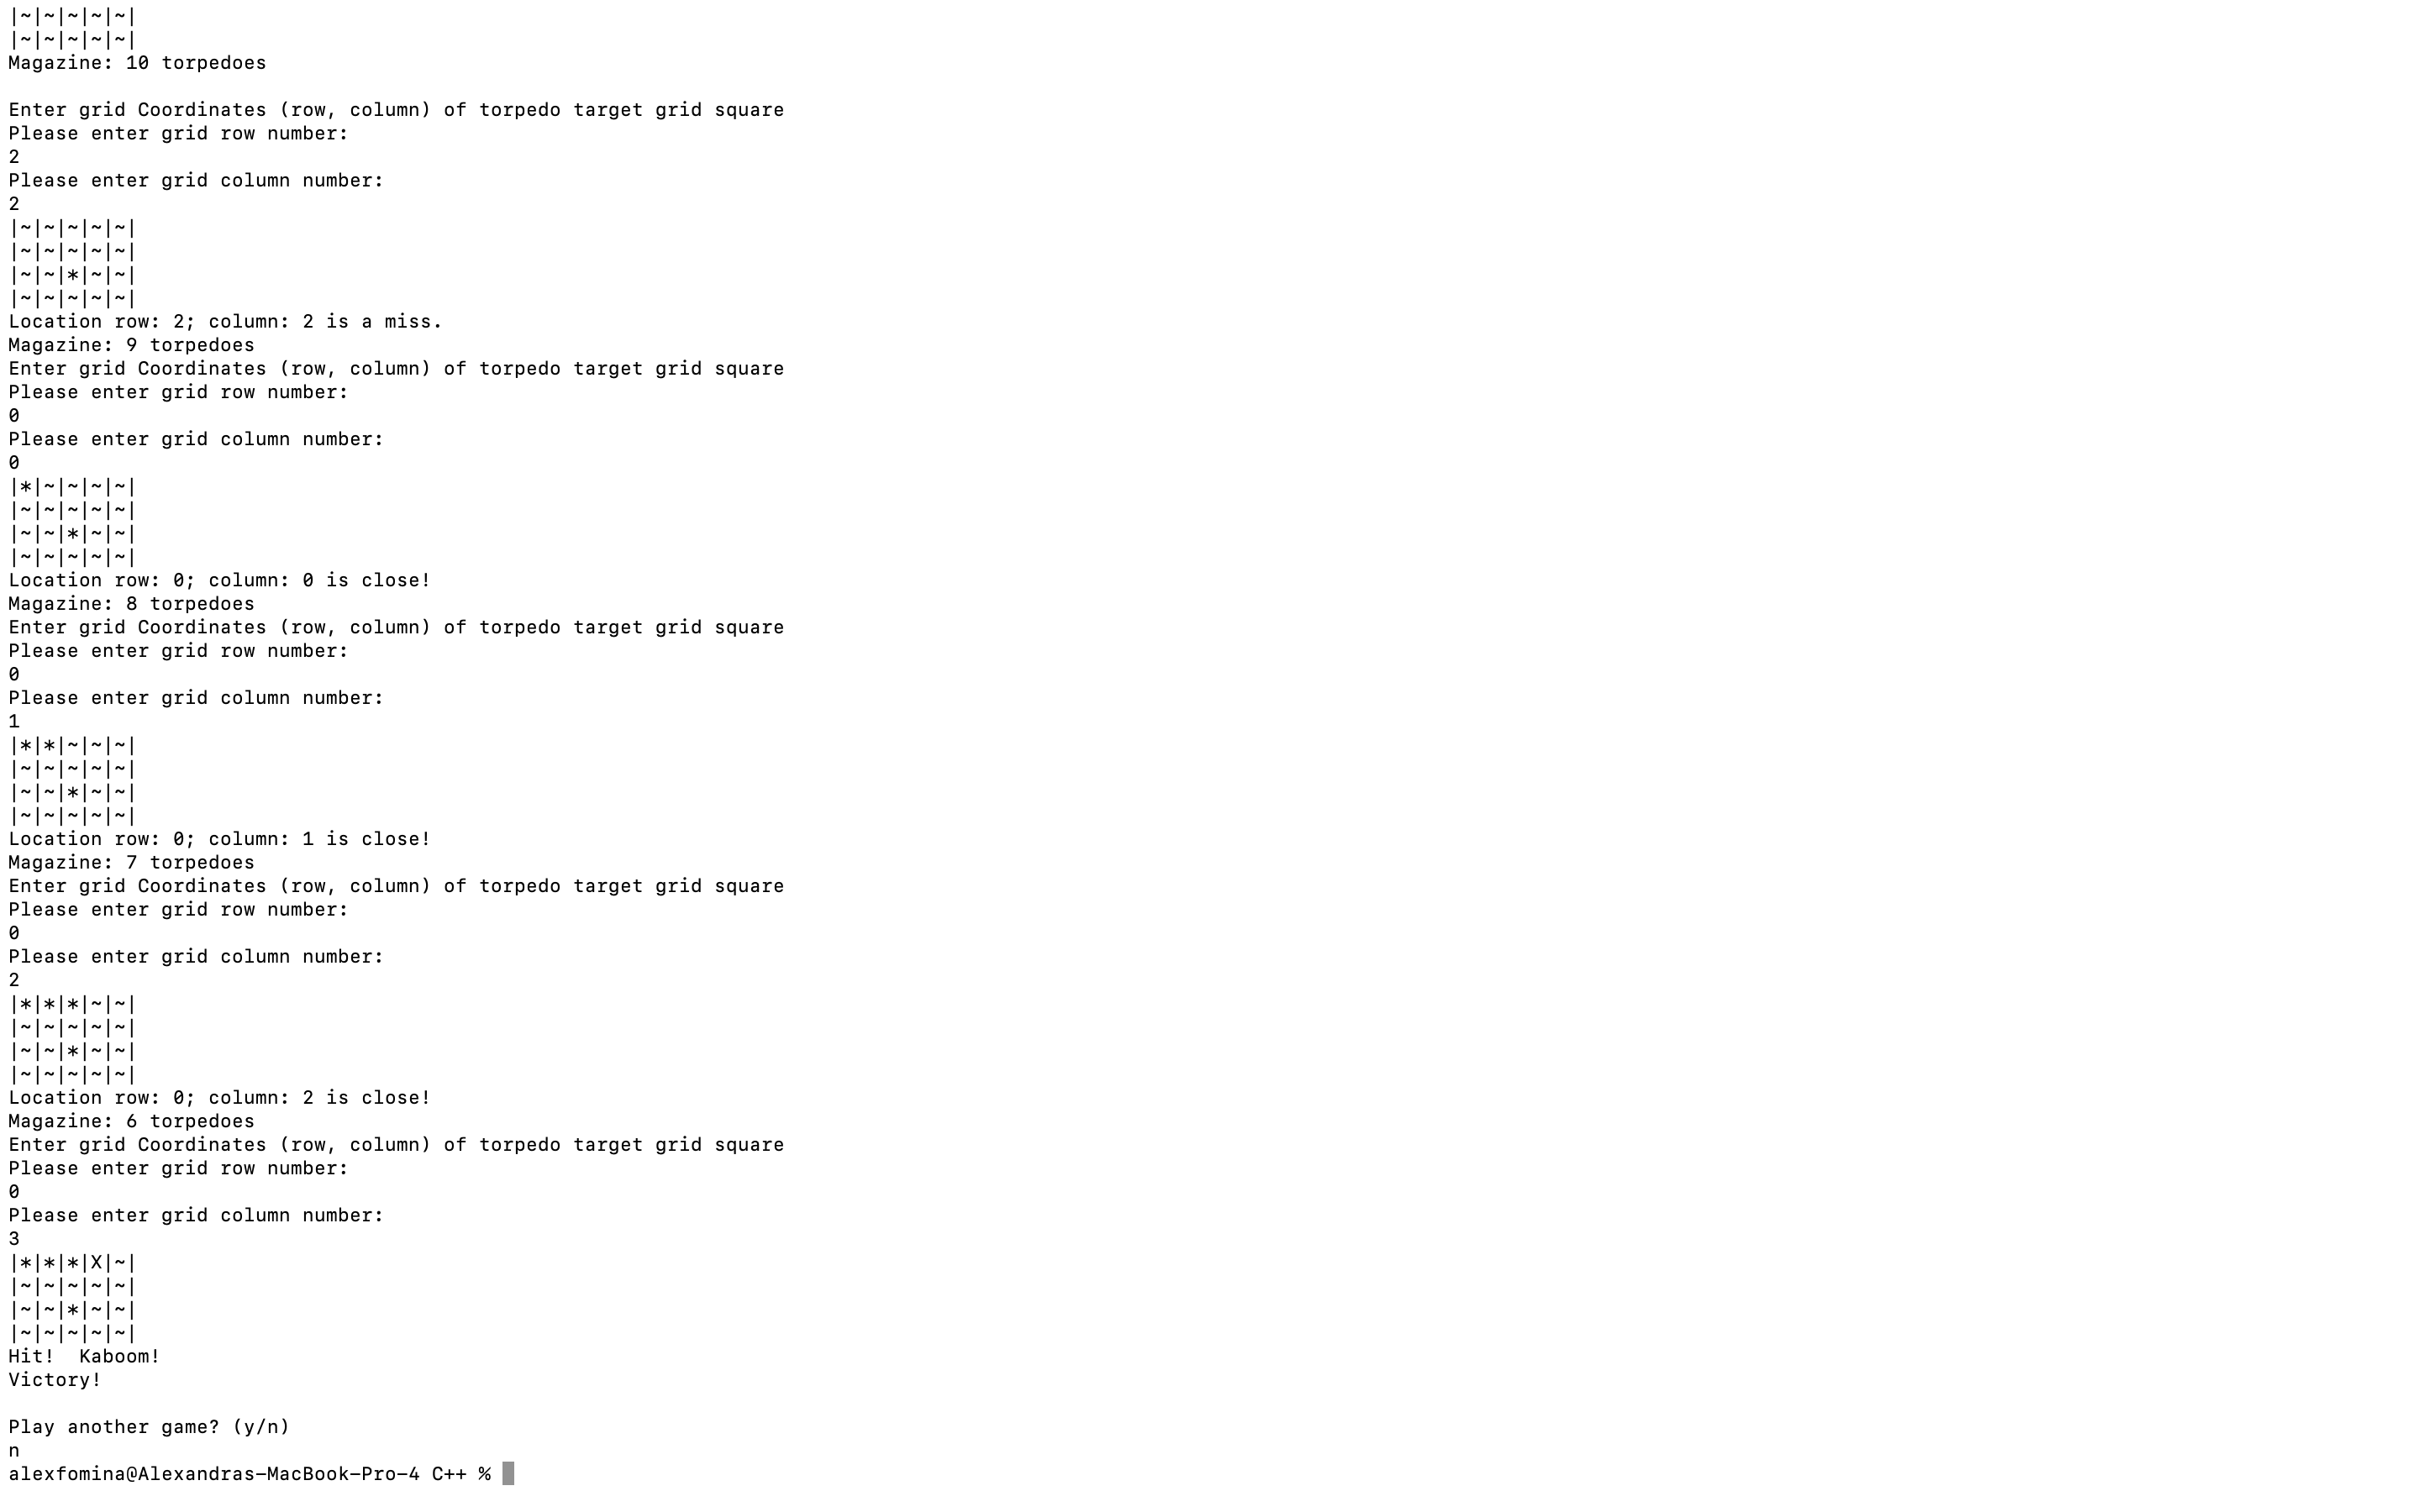 |~|~|~|~|~|
|~|~|~|~|~|
Magazine: 10 torpedoes
Enter grid Coordinates (row, column) of torpedo target grid square
Please enter grid row number:
2
Please enter grid column number:
2
|~|~|~|~|~|
|~|~|~|~|~|
|~|~|*|~|~|
|~|~|~|~|~|
Location row: 2; column: 2 is a miss.
Magazine: 9 torpedoes
Enter grid Coordinates (row, column) of torpedo target grid square
Please enter grid row number:
0
Please enter grid column number:
0
|*|~|~|~|~|
|~|~|~|~|~|
|~|~|*|~|~|
|~|~|~|~|~|
Location row: 0; column: 0 is close!
Magazine: 8 torpedoes
Enter grid Coordinates (row, column) of torpedo target grid square
Please enter grid row number:
0
Please enter grid column number:
1
|*|*|~|~|~|
|~|~|~|~|~|
|~|~|*|~|~|
|~|~|~|~|~|
Location row: 0; column: 1 is close!
Magazine: 7 torpedoes
Enter grid Coordinates (row, column) of torpedo target grid square
Please enter grid row number:
0
Please enter grid column number:
2
|*|*|*|~|~|
|~|~|~|~|~|
|~|~|*|~|~|
|~|~|~|~|~|
Location row: 0; column: 2 is close!
Magazine: 6 torpedoes
Enter grid Coordinates (row, column) of torpedo target grid square
Please enter grid row number:
0
Please enter grid column number:
3
|*|*|*|X|~|
|~|~|~|~|~|
|~|~|*|~|~|
|~|~|~|~|~|
Hit!  Kaboom!
Victory!
Play another game? (y/n)
n
alexfomina@Alexandras-MacBook-Pro-4 C++ %